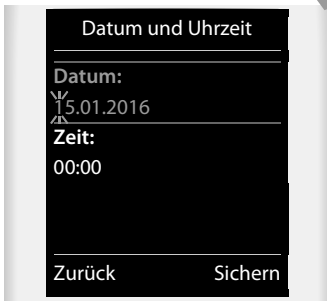 Datum und Uhrzeit
Datum:
15.01.2016
Zeit:
00:00
Zurück Sichern